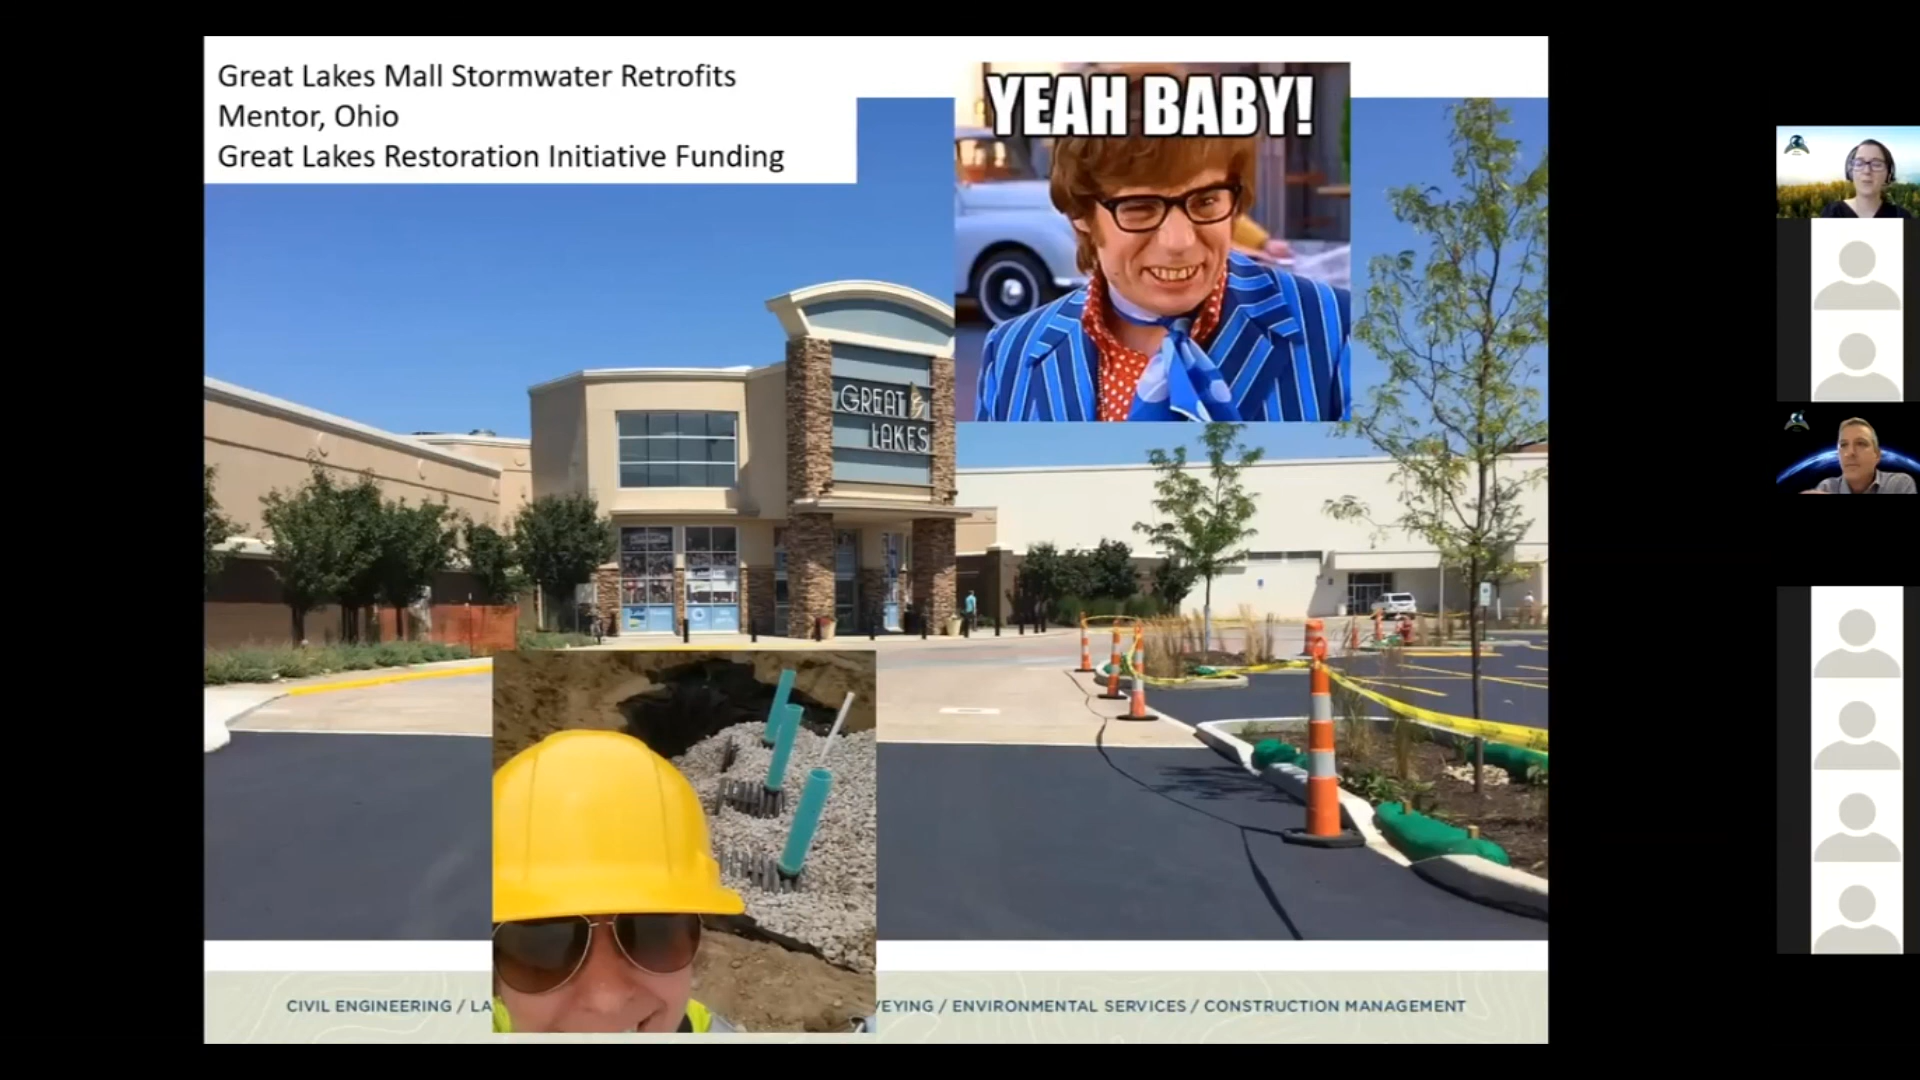 Great Lakes Mall Stormwater Retrofits
Mentor, Ohio
Great Lakes Restoration Initiative Funding
YEAH BABY!
GREAT
LAKES
CIVIL ENGINEERING / LA
VEYING / ENVIRONMENTAL SERVICES / CONSTRUCTION MANAGEMENT